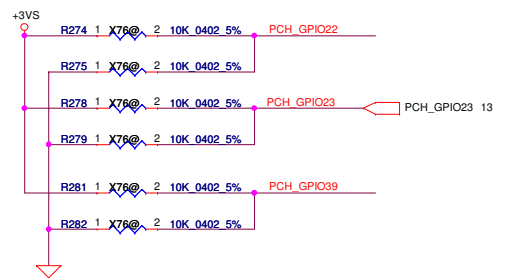 +3VS
R274 1 X76@ 2 10K_0402_5% PCH_GPIO22
R275 1 X76@ 2 10K_0402_5%
R278 1 X76@ 2 10K_0402_5% PCH_GPIO23 PCH_GPIO23 13
R279 1 X76@ 2 10K_0402_5%
R281 1 X76@ 2 10K_0402_5% PCH_GPIO39
R282 1 X76@ 2 10K_0402_5%